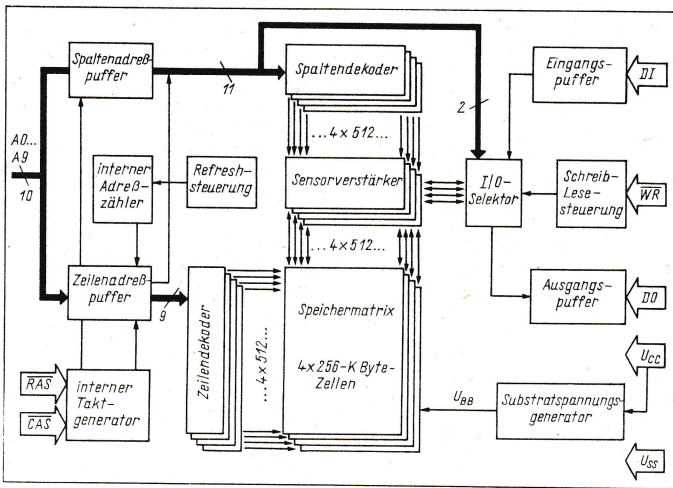 Spaltenadreß-
puffer
11
Spaltendekoder
2
Eingangs-
puffer
DI
A0...
A9
10
...4×512...
interner
Adreß-
zähler
Refresh-
steuerung
Sensorverstärker
I/O-
Selektor
Schreib-
Lese-
steuerung
WR
...4×512...
Zeilenadreß-
puffer
9
Zeilendekoder
...4×512...
Speichermatrix
4×256-K Byte-
Zellen
Ausgangs-
puffer
DO
RAS
CAS
interner
Takt-
generator
UBB
Substratspannungs-
generator
UCC
USS